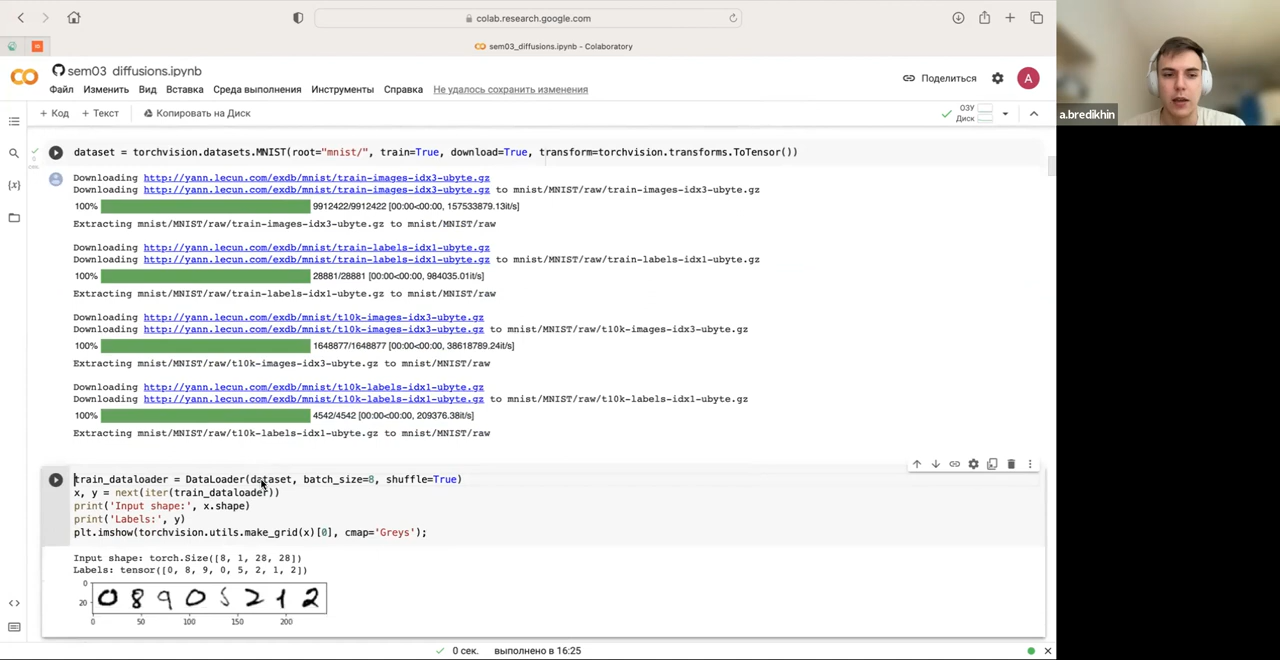 colab.research.google.com
sem03_diffusions.ipynb - Colaboratory
sem03 diffusions.ipynb
Файл Изменить Вид Вставка Среда выполнения Инструменты Справка Не удалось сохранить изменения
Поделиться
A
+ Код + Текст Копировать на Диск
ОЗУ
Диск
a.bredikhin
6
сек.
dataset = torchvision.datasets.MNIST(root="mnist/", train=True, download=True, transform=torchvision.transforms.ToTensor())
Downloading http://yann.lecun.com/exdb/mnist/train-images-idx3-ubyte.gz
Downloading http://yann.lecun.com/exdb/mnist/train-images-idx3-ubyte.gz to mnist/MNIST/raw/train-images-idx3-ubyte.gz
100% 9912422/9912422 [00:00<00:00, 157533879.13it/s]
Extracting mnist/MNIST/raw/train-images-idx3-ubyte.gz to mnist/MNIST/raw
Downloading http://yann.lecun.com/exdb/mnist/train-labels-idx1-ubyte.gz
Downloading http://yann.lecun.com/exdb/mnist/train-labels-idx1-ubyte.gz to mnist/MNIST/raw/train-labels-idx1-ubyte.gz
100% 28881/28881 [00:00<00:00, 984035.01it/s]
Extracting mnist/MNIST/raw/train-labels-idx1-ubyte.gz to mnist/MNIST/raw
Downloading http://yann.lecun.com/exdb/mnist/t10k-images-idx3-ubyte.gz
Downloading http://yann.lecun.com/exdb/mnist/t10k-images-idx3-ubyte.gz to mnist/MNIST/raw/t10k-images-idx3-ubyte.gz
100% 1648877/1648877 [00:00<00:00, 38618789.24it/s]
Extracting mnist/MNIST/raw/t10k-images-idx3-ubyte.gz to mnist/MNIST/raw
Downloading http://yann.lecun.com/exdb/mnist/t10k-labels-idx1-ubyte.gz
Downloading http://yann.lecun.com/exdb/mnist/t10k-labels-idx1-ubyte.gz to mnist/MNIST/raw/t10k-labels-idx1-ubyte.gz
100% 4542/4542 [00:00<00:00, 209376.38it/s]
Extracting mnist/MNIST/raw/t10k-labels-idx1-ubyte.gz to mnist/MNIST/raw
train_dataloader = DataLoader(dataset, batch_size=8, shuffle=True)
x, y = next(iter(train_dataloader))
print('Input shape:', x.shape)
print('Labels:', y)
plt.imshow(torchvision.utils.make_grid(x)[0], cmap='Greys');
Input shape: torch.Size([8, 1, 28, 28])
Labels: tensor([0, 8, 9, 0, 5, 2, 1, 2])
0
20
0 8 9 0 5 2 1 2
0 50 100 150 200
0 сек. выполнено в 16:25